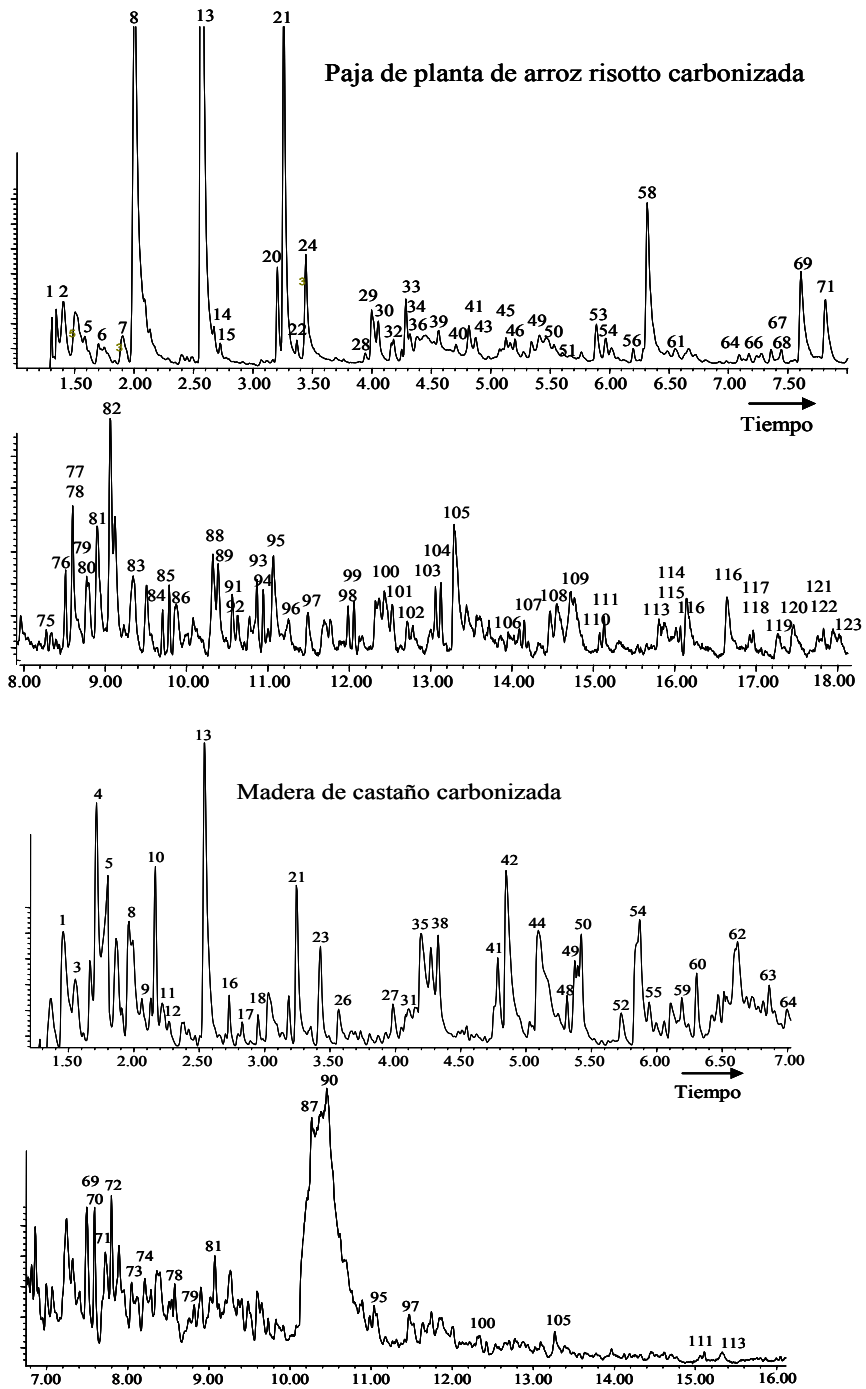 8 13 21
Paja de planta de arroz risotto carbonizada
58
20 24 33 69
1 2 29 34 71
3 30
5 5 6 7 14 15 22 28 32 36 39 40 41 43 45 46 49 50 51 53 54 56 61 64 66 67 68
3
1.50 2.00 2.50 3.00 3.50 4.00 4.50 5.00 5.50 6.00 6.50 7.00 7.50
Tiempo
82
77
78 105
81
79 88 95
76 80 83 85 89 93 99 100 103 104 114 116 117 121
84 86 91 94 98 101 108 109 115 118 122
75 92 96 97 102 106 107 110 111 113 116 119 120 123
8.00 9.00 10.00 11.00 12.00 13.00 14.00 15.00 16.00 17.00 18.00
13
Madera de castaño carbonizada
4
5 10 42
21
1 8 35 38 44 50 54
3 23 41 49 62
9 11 12 16 17 18 26 27 31 48 52 55 59 60 63 64
1.50 2.00 2.50 3.00 3.50 4.00 4.50 5.00 5.50 6.00 6.50 7.00
Tiempo
90
87
69 72
70
71 81
73 74 78 79 95 97 100 105 111 113
7.00 8.00 9.00 10.00 11.00 12.00 13.00 14.00 15.00 16.00